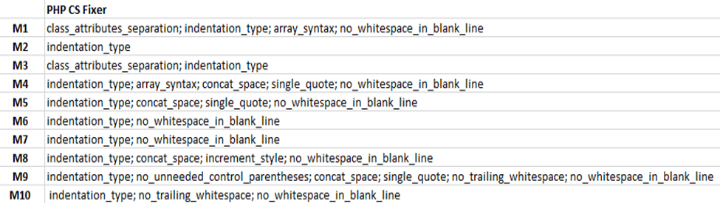 PHP CS Fixer
M1 class_attributes_separation; indentation_type; array_syntax; no_whitespace_in_blank_line
M2 indentation_type
M3 class_attributes_separation; indentation_type
M4 indentation_type; array_syntax; concat_space; single_quote; no_whitespace_in_blank_line
M5 indentation_type; concat_space; single_quote; no_whitespace_in_blank_line
M6 indentation_type; no_whitespace_in_blank_line
M7 indentation_type; no_whitespace_in_blank_line
M8 indentation_type; concat_space; increment_style; no_whitespace_in_blank_line
M9 indentation_type; no_unneeded_control_parentheses; concat_space; single_quote; no_trailing_whitespace; no_whitespace_in_blank_line
M10 indentation_type; no_trailing_whitespace; no_whitespace_in_blank_line